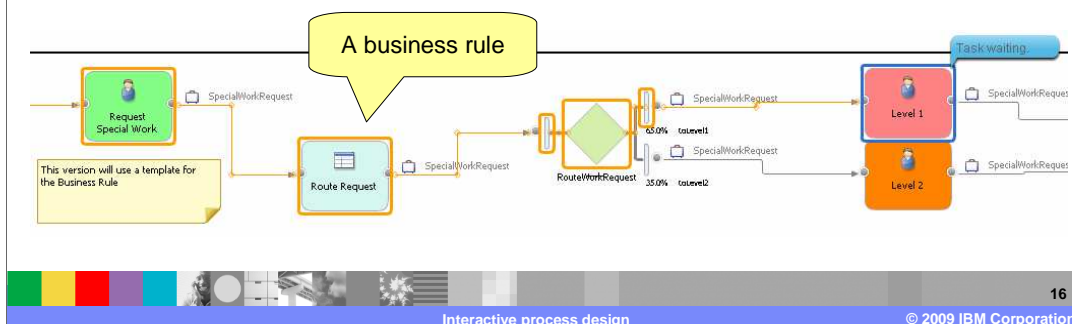 A business rule
Task waiting.
SpecialWorkRequest
Request
Special Work
This version will use a template for
the Business Rule
Route Request
SpecialWorkRequest
RouteWorkRequest
SpecialWorkRequest
65.0% toLevel1
SpecialWorkRequest
35.0% toLevel2
Level 1
SpecialWorkReques
Level 2
SpecialWorkReques
16
Interactive process design
© 2009 IBM Corporation